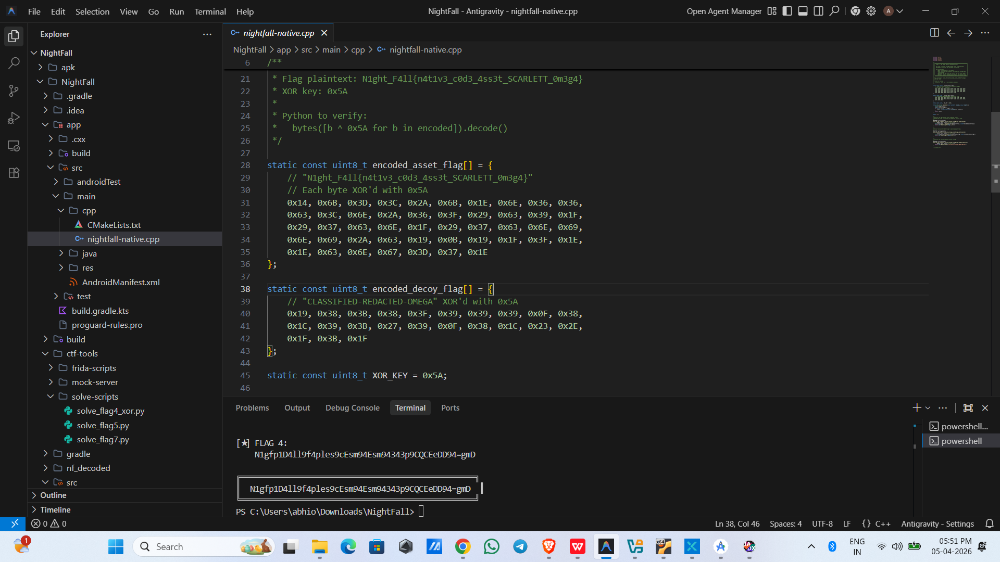 File Edit Selection View Go Run Terminal Help
NightFall - Antigravity - nightfall-native.cpp
Open Agent Manager
A
Explorer
NightFall
apk
NightFall
.gradle
.idea
app
.cxx
build
src
androidTest
main
cpp
CMakeLists.txt
nightfall-native.cpp
java
res
AndroidManifest.xml
test
build.gradle.kts
proguard-rules.pro
build
ctf-tools
frida-scripts
mock-server
solve-scripts
solve_flag4_xor.py
solve_flag5.py
solve_flag7.py
gradle
nf_decoded
src
Outline
Timeline
nightfall-native.cpp
NightFall > app > src > main > cpp > nightfall-native.cpp
6 /**
21 * Flag plaintext: N1ght_F4ll{n4t1v3_c0d3_4ss3t_SCARLETT_0m3g4}
22 * XOR key: 0x5A
23 *
24 * Python to verify:
25 *   bytes([b ^ 0x5A for b in encoded]).decode()
26 */
27
28 static const uint8_t encoded_asset_flag[] = {
29 // "N1ght_F4ll{n4t1v3_c0d3_4ss3t_SCARLETT_0m3g4}"
30 // Each byte XOR'd with 0x5A
31 0x14, 0x6B, 0x3D, 0x3C, 0x2A, 0x6B, 0x1E, 0x6E, 0x36, 0x36,
32 0x63, 0x3C, 0x6E, 0x2A, 0x36, 0x3F, 0x29, 0x63, 0x39, 0x1F,
33 0x29, 0x37, 0x63, 0x6E, 0x1F, 0x29, 0x37, 0x63, 0x6E, 0x69,
34 0x6E, 0x69, 0x2A, 0x63, 0x19, 0x0B, 0x19, 0x1F, 0x3F, 0x1E,
35 0x1E, 0x63, 0x6E, 0x67, 0x3D, 0x37, 0x1E
36 };
37
38 static const uint8_t encoded_decoy_flag[] = {
39 // "CLASSIFIED-REDACTED-OMEGA" XOR'd with 0x5A
40 0x19, 0x38, 0x3B, 0x38, 0x3F, 0x39, 0x39, 0x39, 0x0F, 0x38,
41 0x1C, 0x39, 0x3B, 0x27, 0x39, 0x0F, 0x38, 0x1C, 0x23, 0x2E,
42 0x1F, 0x3B, 0x1F
43 };
44
45 static const uint8_t XOR_KEY = 0x5A;
46
Problems Output Debug Console Terminal Ports
powershell...
powershell
[★] FLAG 4:
N1gfp1D4ll9f4ples9cEsm94Esm94343p9CQCEeDD94=gmD
N1gfp1D4ll9f4ples9cEsm94Esm94343p9CQCEeDD94=gmD
PS C:\Users\abhio\Downloads\NightFall>
0 0
Ln 38, Col 46 Spaces: 4 UTF-8 LF {} C++ Antigravity - Settings
1
Search
ENG
IN
05:51 PM
05-04-2026